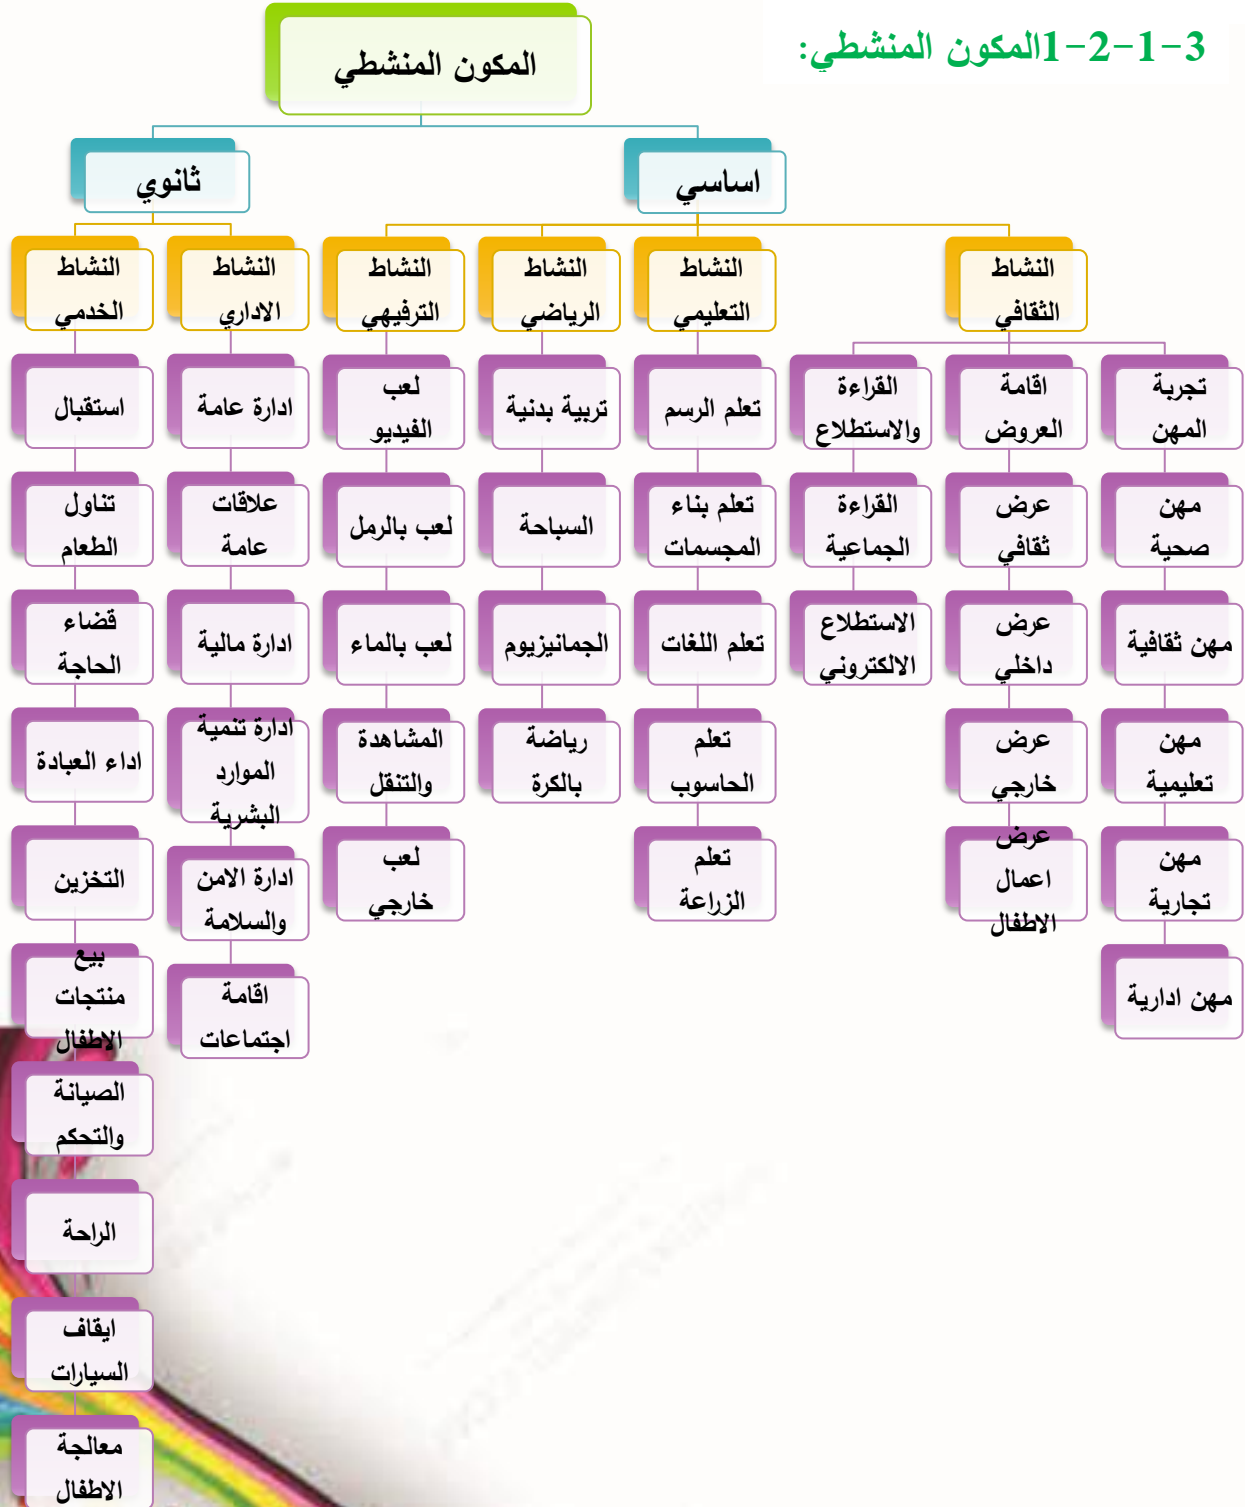 3-1-2-1المكون المنشطي:
المكون المنشطي
اساسي
ثانوي
النشاط
الثقافي
النشاط
التعليمي
النشاط
الرياضي
النشاط
الترفيهي
النشاط
الاداري
النشاط
الخدمي
تجربة
المهن
مهن
صحية
مهن ثقافية
مهن
تعليمية
مهن
تجارية
مهن ادارية
اقامة
العروض
عرض
ثقافي
عرض
داخلي
عرض
خارجي
عرض
اعمال
الاطفال
القراءة
والاستطلاع
القراءة
الجماعية
الاستطلاع
الالكتروني
تعلم الرسم
تعلم بناء
المجسمات
تعلم اللغات
تعلم
الحاسوب
تعلم
الزراعة
تربية بدنية
السباحة
الجمانيزيوم
رياضة
بالكرة
لعب
الفيديو
لعب بالرمل
لعب بالماء
المشاهدة
والتنقل
لعب
خارجي
ادارة عامة
علاقات
عامة
ادارة مالية
ادارة تنمية
الموارد
البشرية
ادارة الامن
والسلامة
اقامة
اجتماعات
استقبال
تناول
الطعام
قضاء
الحاجة
اداء العبادة
التخزين
بيع
منتجات
الاطفال
الصيانة
والتحكم
الراحة
ايقاف
السيارات
معالجة
الاطفال